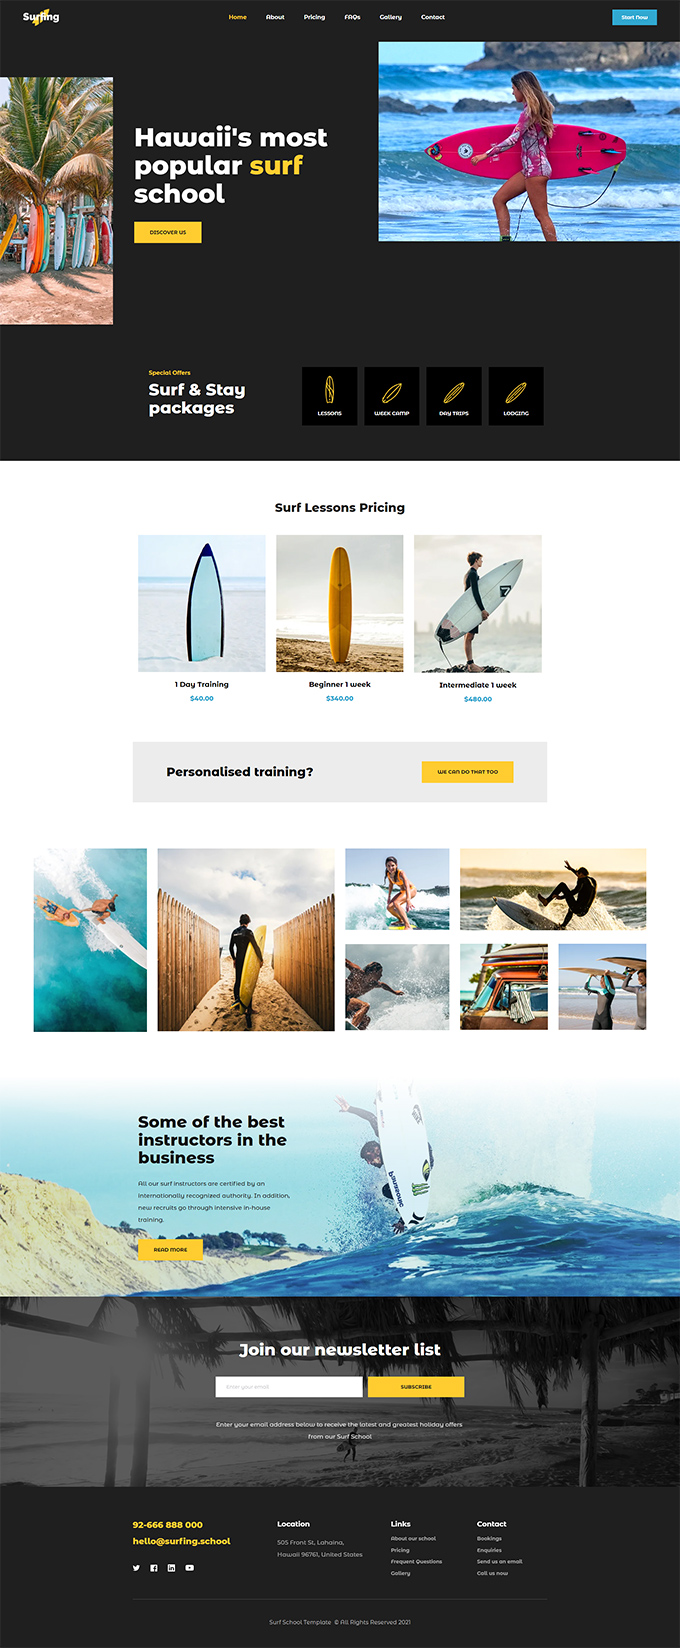 Surfing
Home
About
Pricing
FAQs
Gallery
Contact
Start Now
Hawaii's most
popular surf
school
DISCOVER US
Special Offers
Surf & Stay
packages
LESSONS
WEEK CAMP
DAY TRIPS
LODGING
Surf Lessons Pricing
1 Day Training
$40.00
Beginner 1 week
$340.00
Intermediate 1 week
$480.00
Personalised training?
WE CAN DO THAT TOO
Some of the best
instructors in the
business
All our surf instructors are certified by an
internationally recognized authority. In addition,
new recruits go through intensive in-house
training.
READ MORE
Join our newsletter list
Enter your email
SUBSCRIBE
Enter your email address below to receive the latest and greatest holiday offers
from our Surf School
92-666 888 000
hello@surfing.school
Location
505 Front St, Lahaina,
Hawaii 96761, United States
Links
About our school
Pricing
Frequent Questions
Gallery
Contact
Bookings
Enquiries
Send us an email
Call us now
Surf School Template © All Rights Reserved 2021